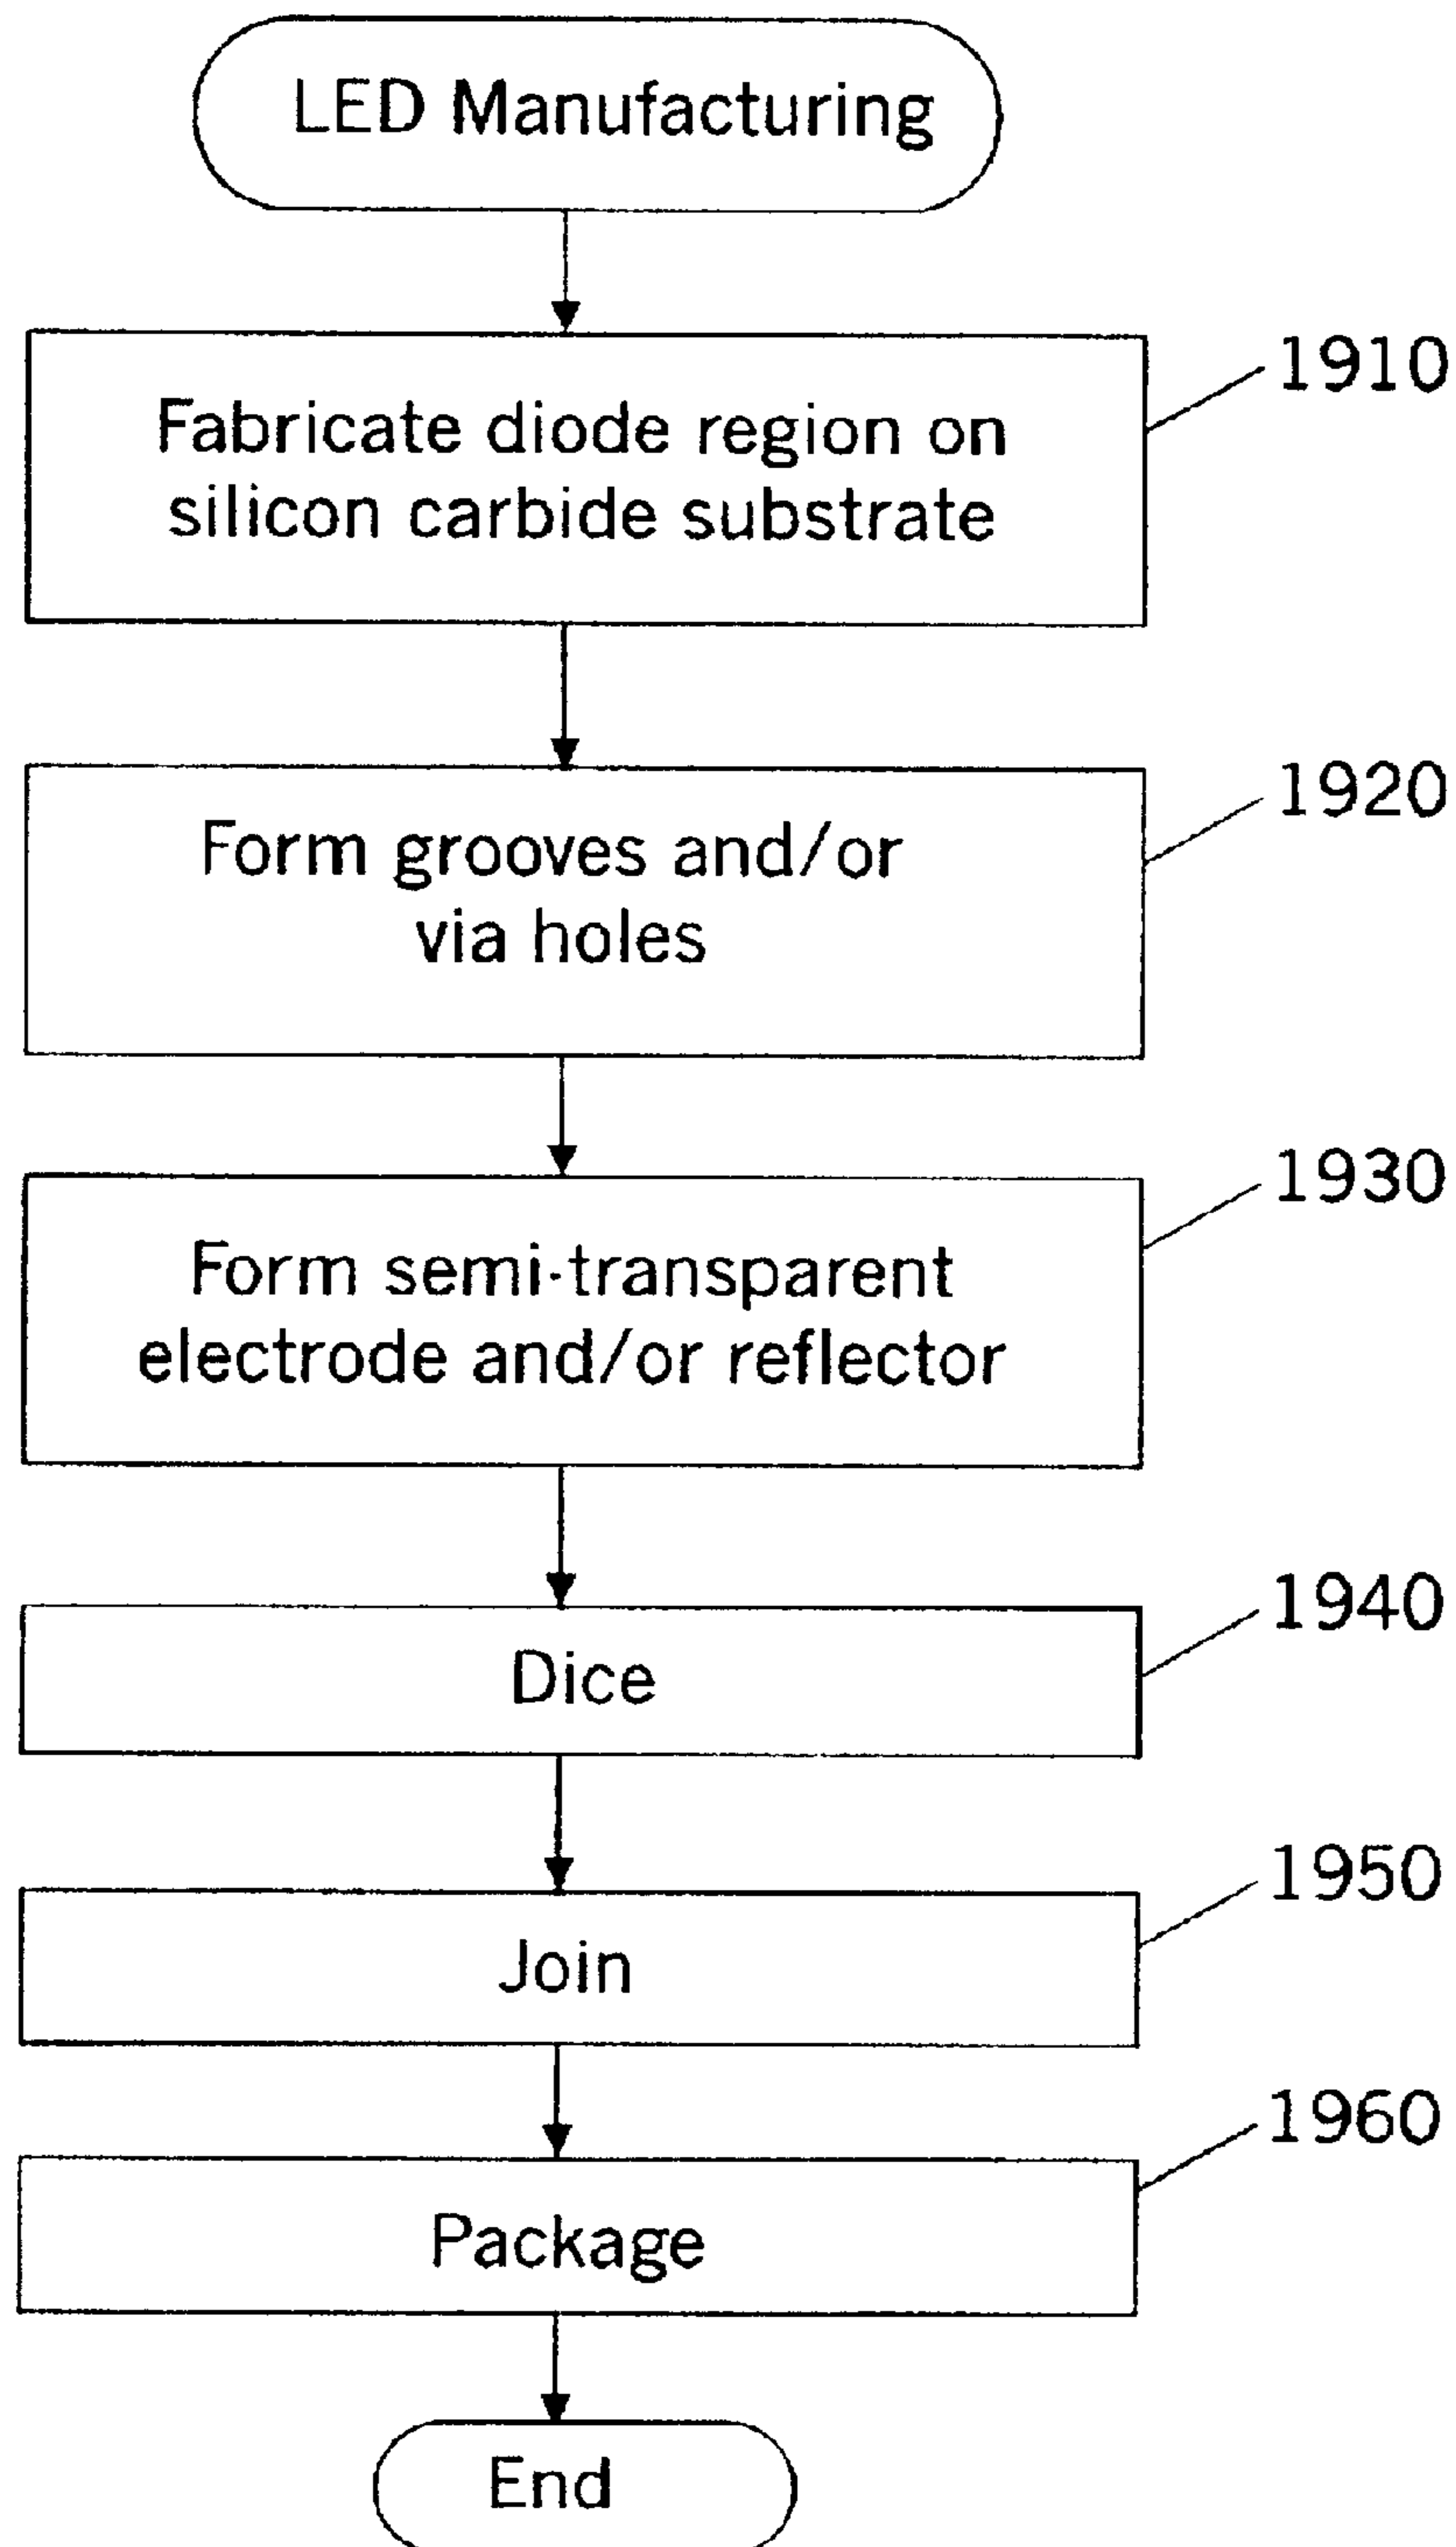 LED Manufacturing
1910
Fabricate diode region on
silicon carbide substrate
1920
Form grooves and/or
via holes
1930
Form semi-transparent
electrode and/or reflector
1940
Dice
1950
Join
1960
Package
End